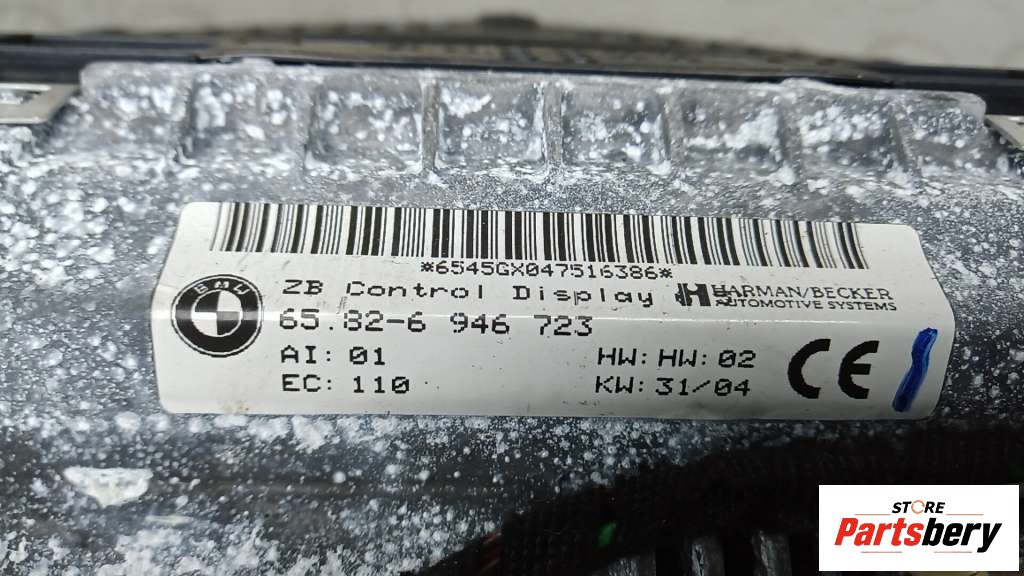 *6545GX047516386*
BMW
ZB Control Display
HARMAN/BECKER
AUTOMOTIVE SYSTEMS
65.82-6 946 723
AI: 01
HW: HW: 02
EC: 110
KW: 31/04
CE
STORE
Partsbery